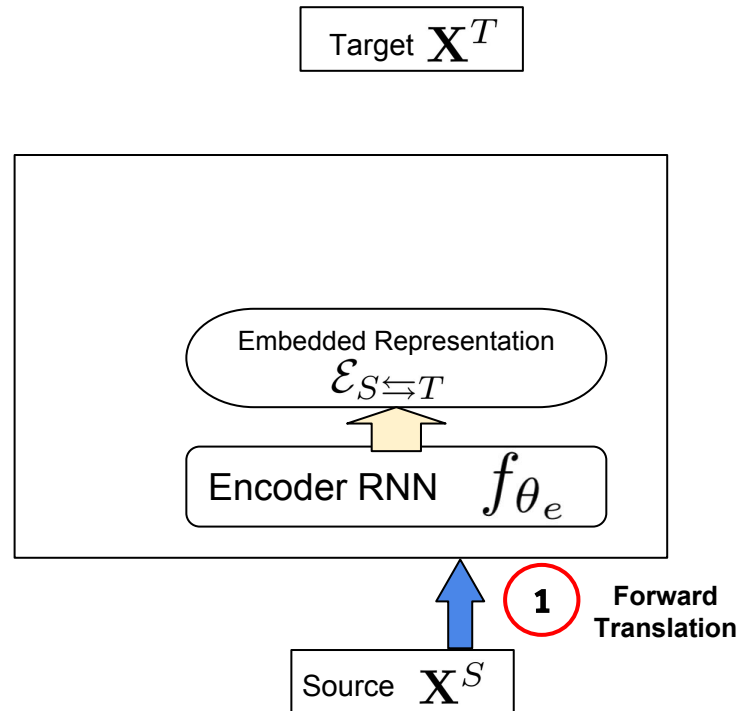 Target X^T
Embedded Representation
ℰ_{S⇆T}
Encoder RNN f_{θ_e}
1 Forward
Translation
Source X^S